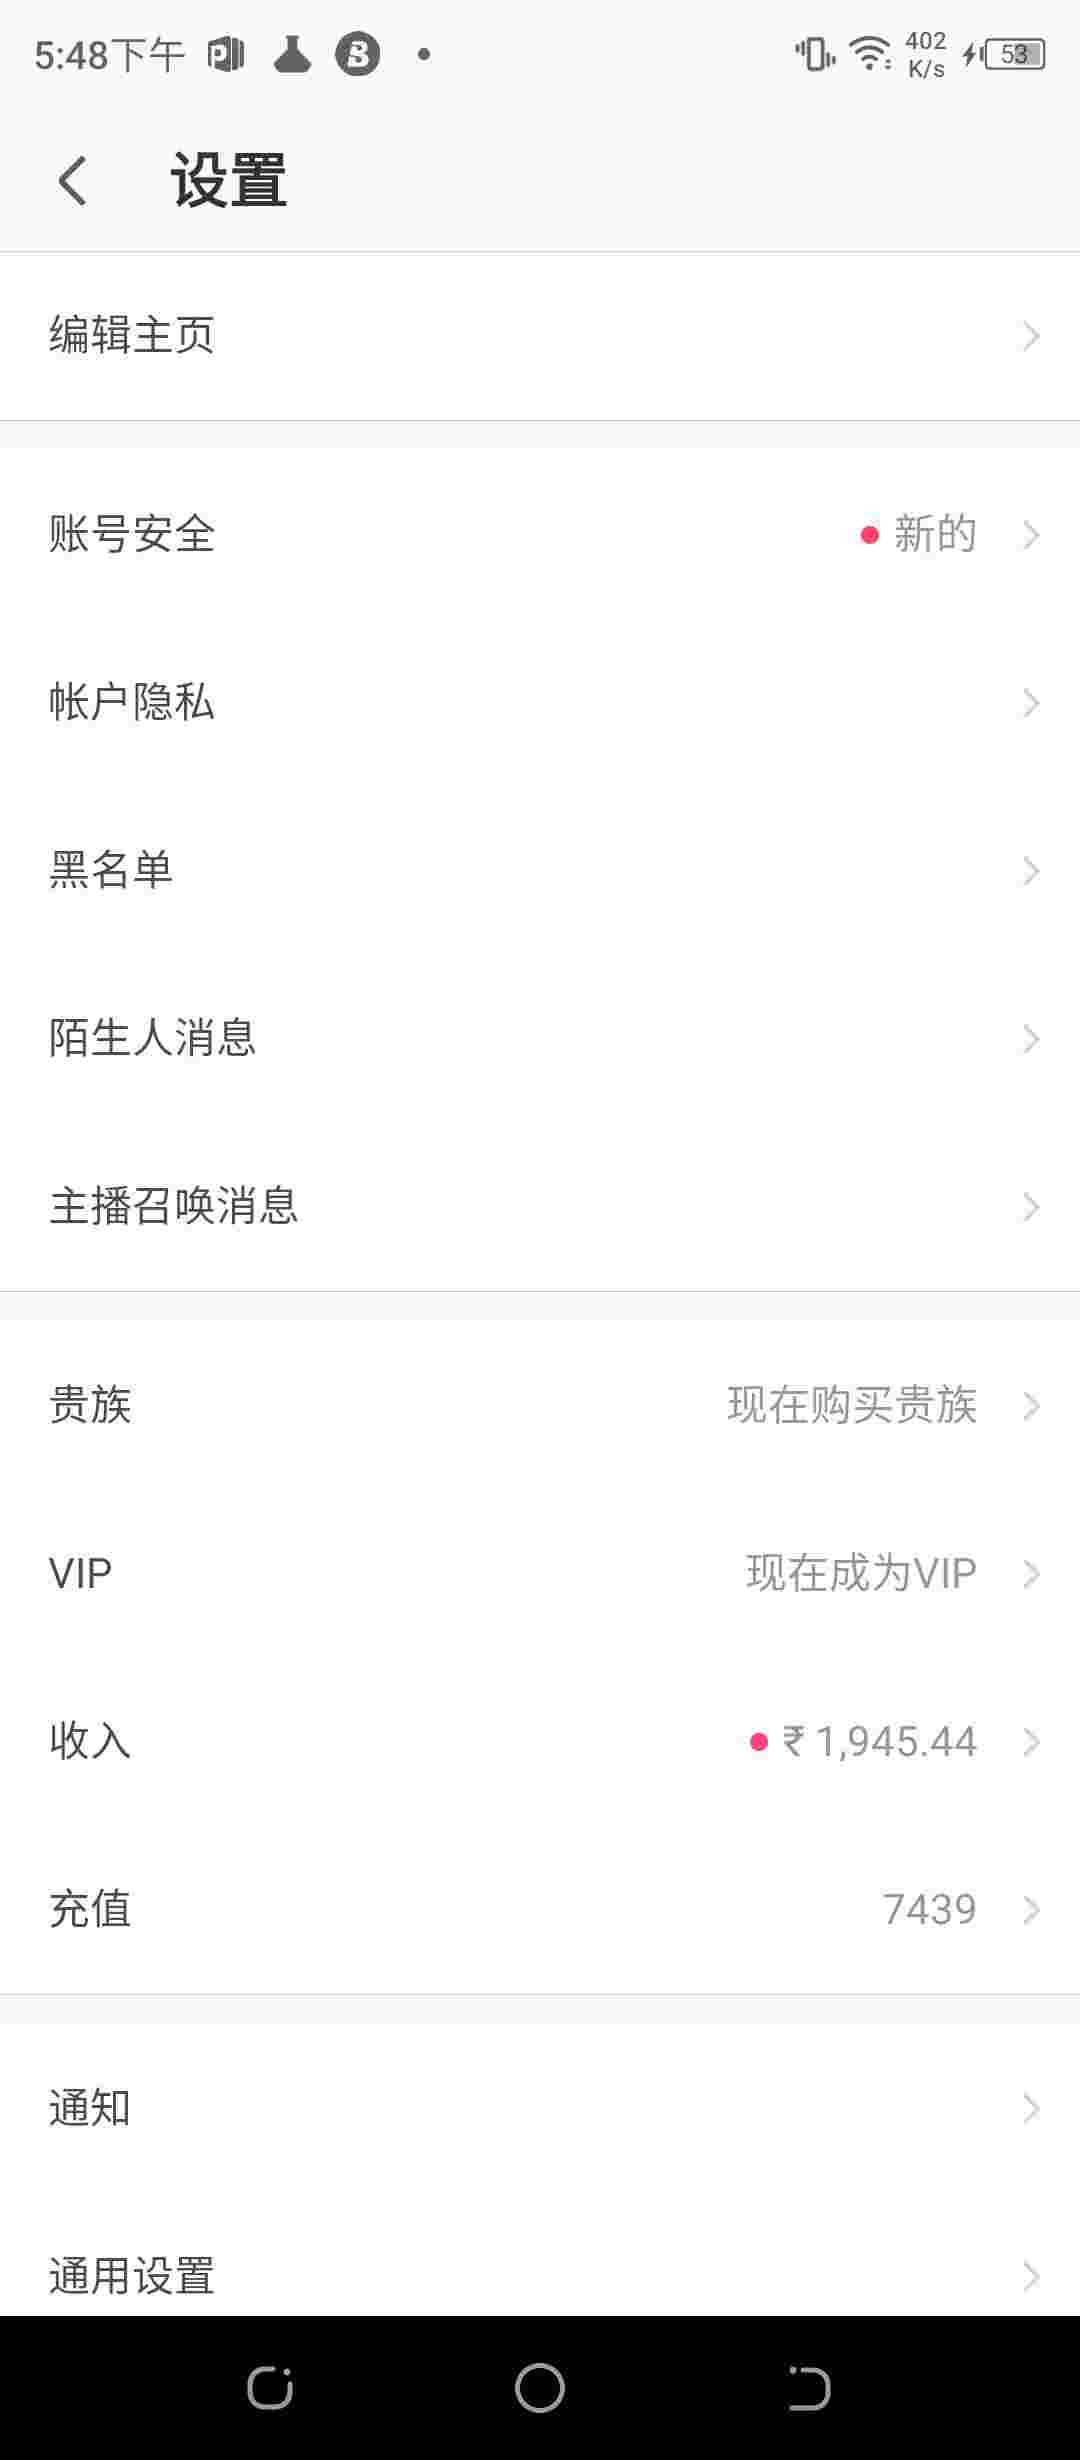 5:48下午
402
K/s
53
设置
编辑主页
账号安全
新的
帐户隐私
黑名单
陌生人消息
主播召唤消息
贵族
现在购买贵族
VIP
现在成为VIP
收入
₹ 1,945.44
充值
7439
通知
通用设置